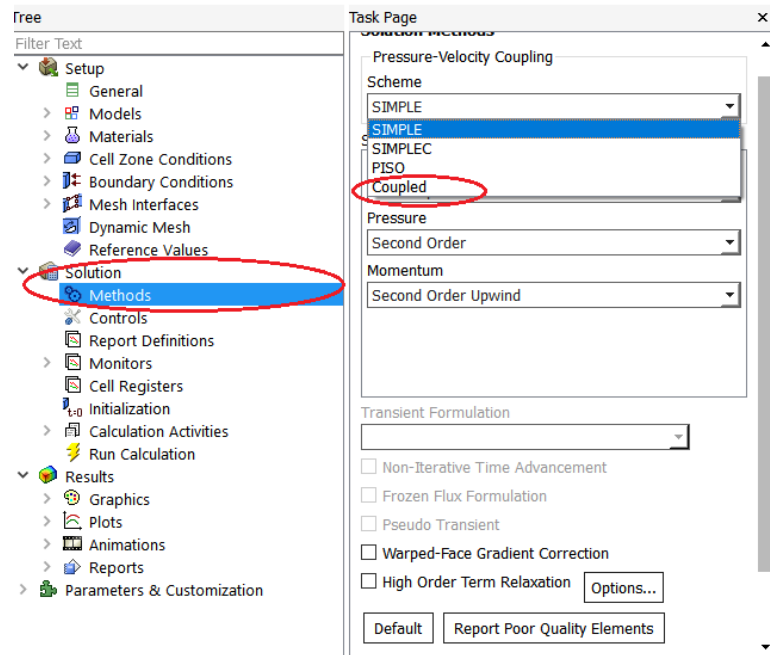 Tree
Filter Text
Setup
General
Models
Materials
Cell Zone Conditions
Boundary Conditions
Mesh Interfaces
Dynamic Mesh
Reference Values
Solution
Methods
Controls
Report Definitions
Monitors
Cell Registers
t=0 Initialization
Calculation Activities
Run Calculation
Results
Graphics
Plots
Animations
Reports
Parameters & Customization
Task Page
Solution Methods
Pressure-Velocity Coupling
Scheme
SIMPLE
SIMPLE
SIMPLEC
PISO
Coupled
Pressure
Second Order
Momentum
Second Order Upwind
Transient Formulation
Non-Iterative Time Advancement
Frozen Flux Formulation
Pseudo Transient
Warped-Face Gradient Correction
High Order Term Relaxation Options...
Default Report Poor Quality Elements